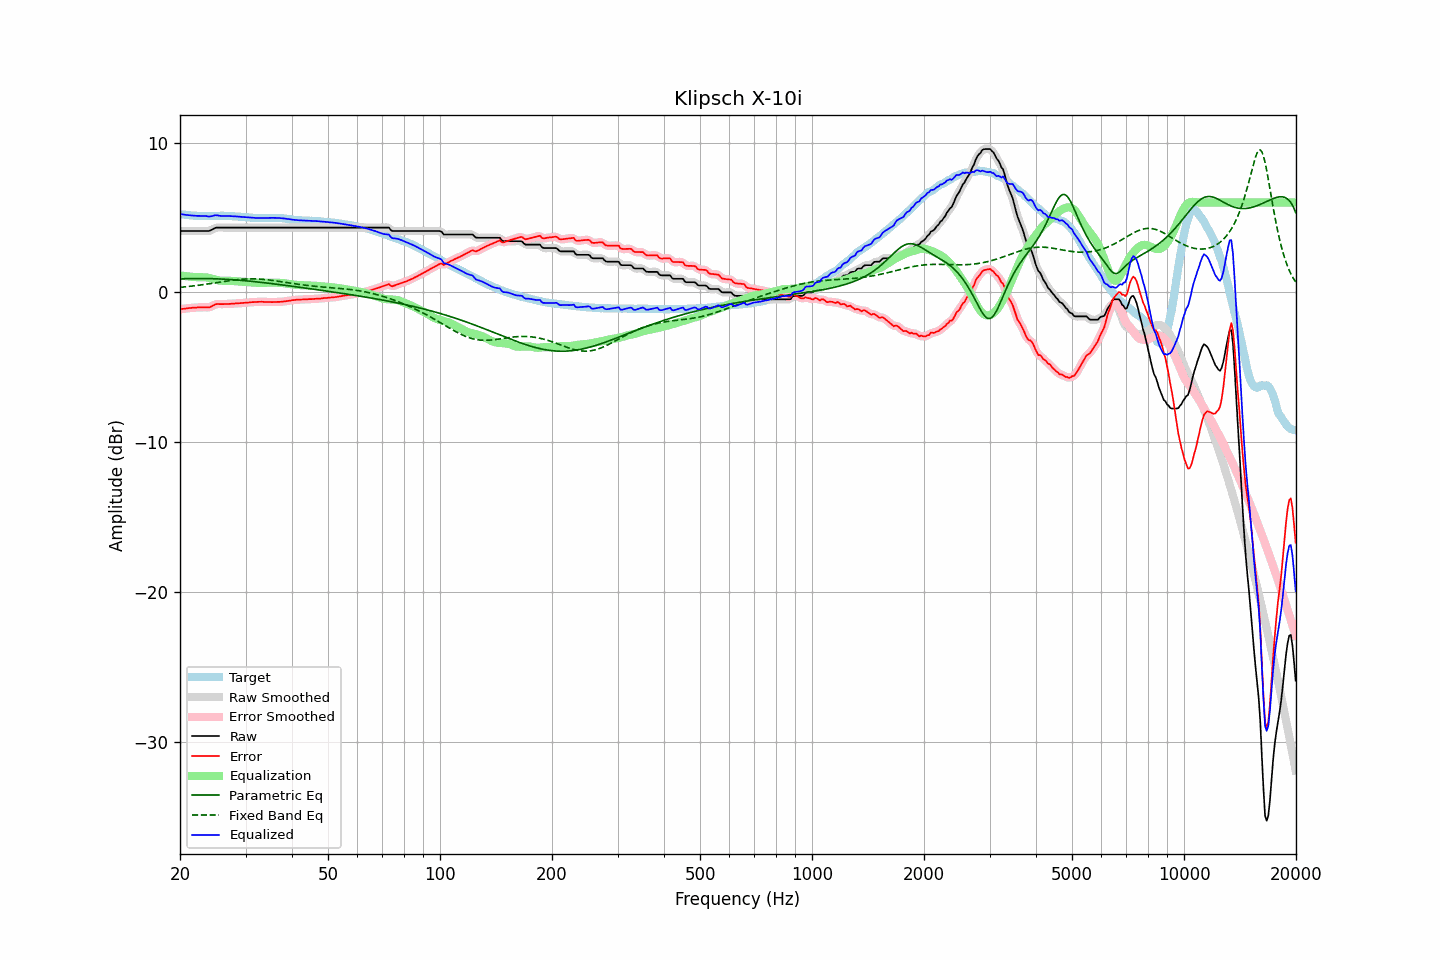 Klipsch X-10i
Amplitude (dBr)
10
0
−10
−20
−30
Target
Raw Smoothed
Error Smoothed
Raw
Error
Equalization
Parametric Eq
Fixed Band Eq
Equalized
20 50 100 200 500 1000 2000 5000 10000 20000
Frequency (Hz)